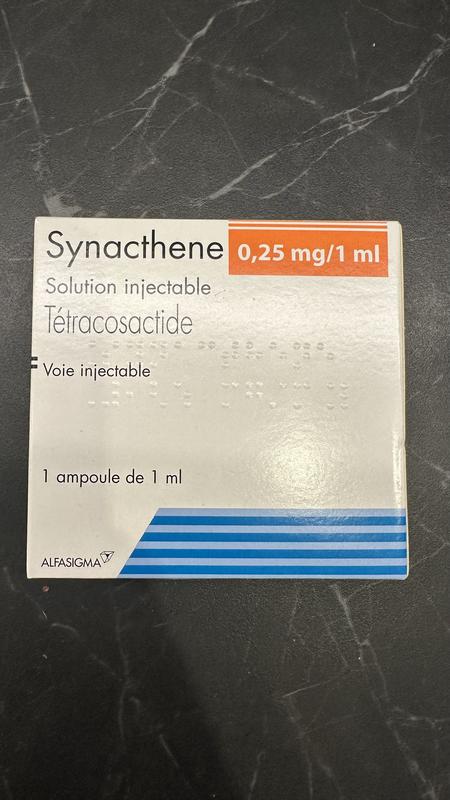 Synacthene 0,25 mg/1 ml
Solution injectable
Tétracosactide
Voie injectable
1 ampoule de 1 ml
ALFASIGMA